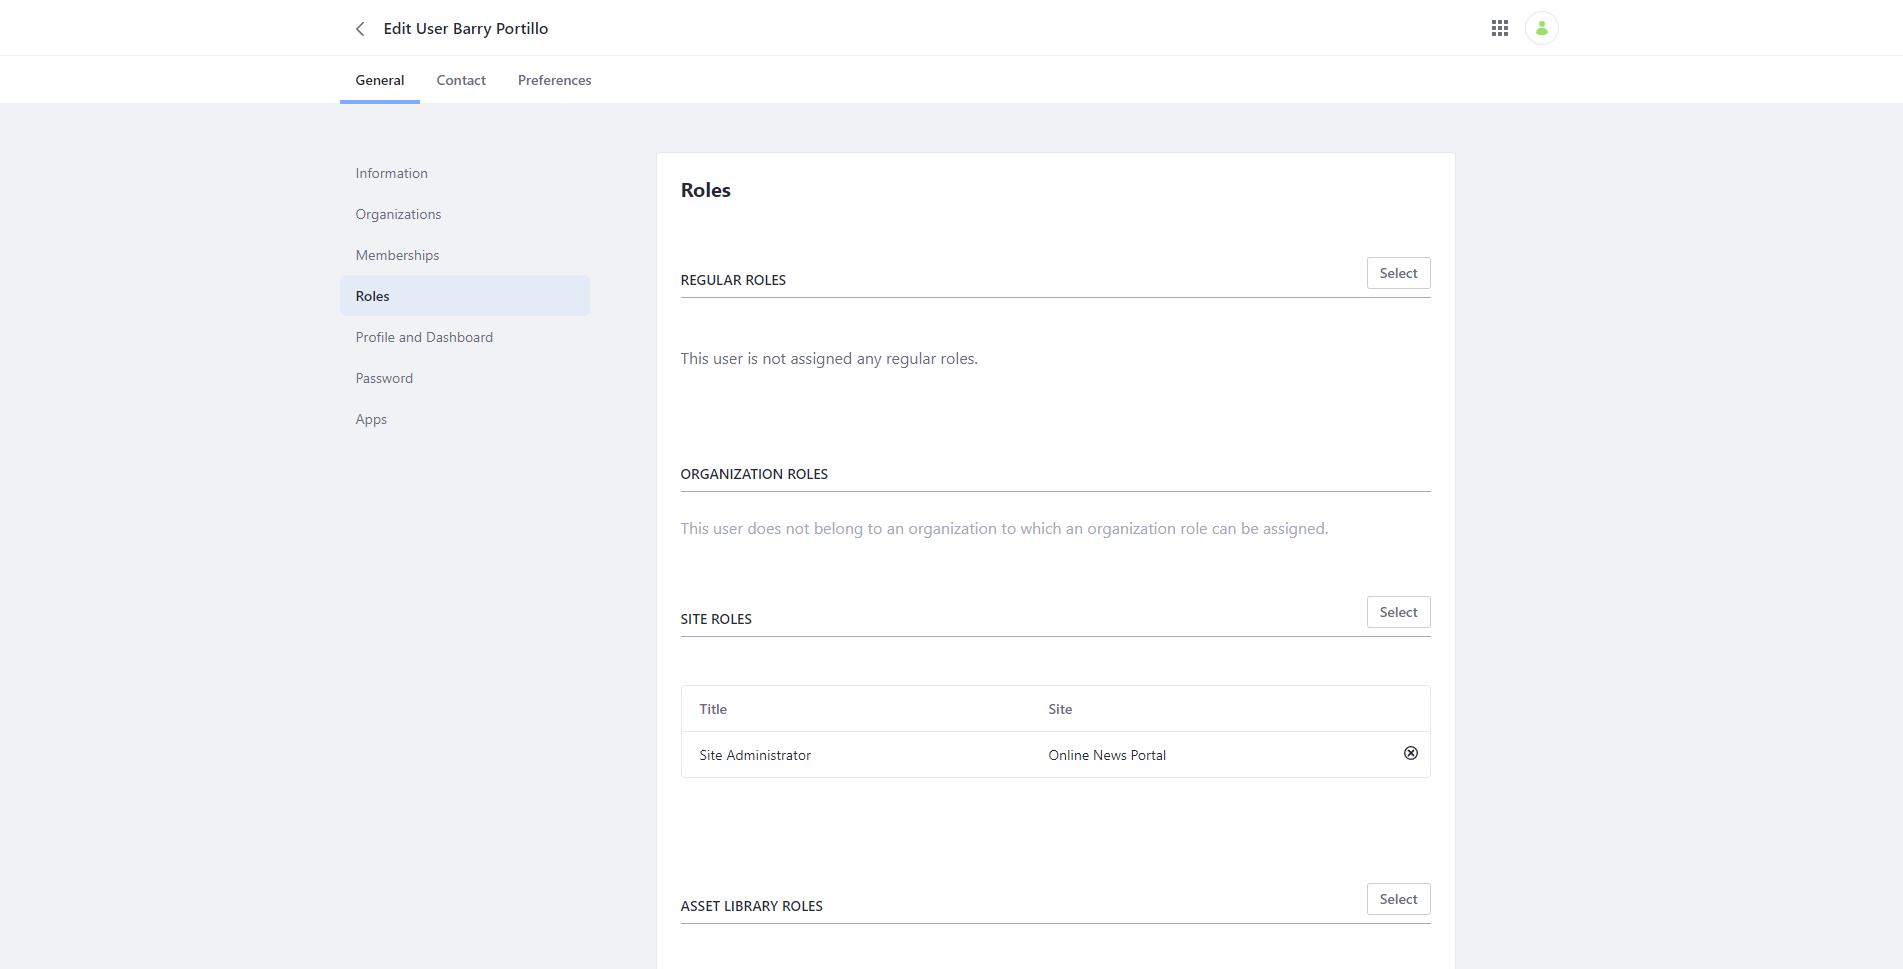 Edit User Barry Portillo
General Contact Preferences
Information
Organizations
Memberships
Roles
Profile and Dashboard
Password
Apps
Roles
REGULAR ROLES Select
This user is not assigned any regular roles.
ORGANIZATION ROLES
This user does not belong to an organization to which an organization role can be assigned.
SITE ROLES Select
Title Site
Site Administrator Online News Portal
ASSET LIBRARY ROLES Select